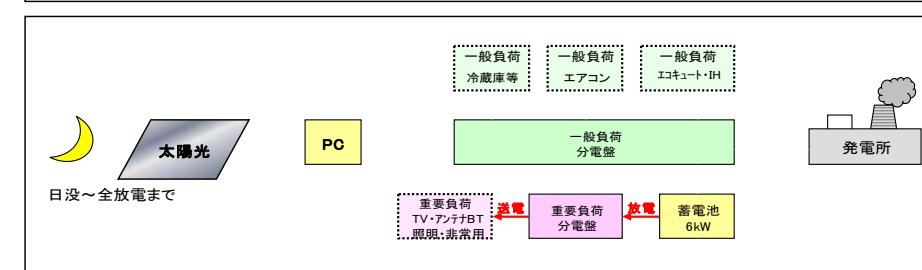 一般負荷
冷蔵庫等
一般負荷
エアコン
一般負荷
エコキュート・IH
太陽光
PC
一般負荷
分電盤
発電所
日没～全放電まで
重要負荷
TV・アンテナBT
照明・非常用
送電
重要負荷
分電盤
放電
蓄電池
6kW